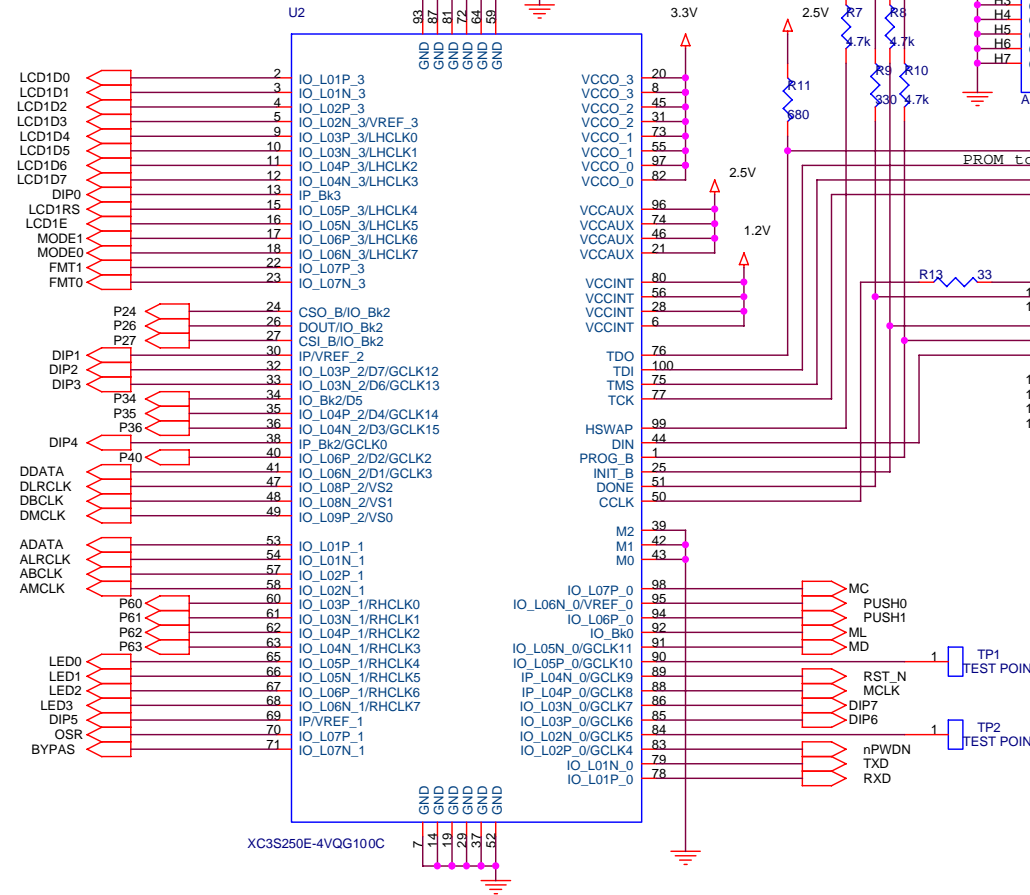 U2
93 87 81 72 64 59
GND GND GND GND GND GND
3.3V
2.5V
R7
4.7k
R8
4.7k
R9
330
R10
4.7k
R11
680
H4
H5
H6
H7
A
PROM to
2.5V
1.2V
R13 33
LCD1D0 2 IO_L01P_3
LCD1D1 3 IO_L01N_3
LCD1D2 4 IO_L02P_3
LCD1D3 5 IO_L02N_3/VREF_3
LCD1D4 9 IO_L03P_3/LHCLK0
LCD1D5 10 IO_L03N_3/LHCLK1
LCD1D6 11 IO_L04P_3/LHCLK2
LCD1D7 12 IO_L04N_3/LHCLK3
DIP0 13 IP_Bk3
LCD1RS 15 IO_L05P_3/LHCLK4
LCD1E 16 IO_L05N_3/LHCLK5
MODE1 17 IO_L06P_3/LHCLK6
MODE0 18 IO_L06N_3/LHCLK7
FMT1 22 IO_L07P_3
FMT0 23 IO_L07N_3
P24 24 CSO_B/IO_Bk2
P26 26 DOUT/IO_Bk2
P27 27 CSI_B/IO_Bk2
DIP1 30 IP/VREF_2
DIP2 32 IO_L03P_2/D7/GCLK12
DIP3 33 IO_L03N_2/D6/GCLK13
P34 34 IO_Bk2/D5
P35 35 IO_L04P_2/D4/GCLK14
P36 36 IO_L04N_2/D3/GCLK15
DIP4 38 IP_Bk2/GCLK0
P40 40 IO_L06P_2/D2/GCLK2
DDATA 41 IO_L06N_2/D1/GCLK3
DLRCLK 47 IO_L08P_2/VS2
DBCLK 48 IO_L08N_2/VS1
DMCLK 49 IO_L09P_2/VS0
ADATA 53 IO_L01P_1
ALRCLK 54 IO_L01N_1
ABCLK 57 IO_L02P_1
AMCLK 58 IO_L02N_1
P60 60 IO_L03P_1/RHCLK0
P61 61 IO_L03N_1/RHCLK1
P62 62 IO_L04P_1/RHCLK2
P63 63 IO_L04N_1/RHCLK3
LED0 65 IO_L05P_1/RHCLK4
LED1 66 IO_L05N_1/RHCLK5
LED2 67 IO_L06P_1/RHCLK6
LED3 68 IO_L06N_1/RHCLK7
DIP5 69 IP/VREF_1
OSR 70 IO_L07P_1
BYPAS 71 IO_L07N_1
VCCO_3 20
VCCO_3 8
VCCO_2 45
VCCO_2 31
VCCO_1 73
VCCO_1 55
VCCO_0 97
VCCO_0 82
VCCAUX 96
VCCAUX 74
VCCAUX 46
VCCAUX 21
VCCINT 80
VCCINT 56
VCCINT 28
VCCINT 6
TDO 76
TDI 100
TMS 75
TCK 77
HSWAP 99
DIN 44
PROG_B 1
INIT_B 25
DONE 51
CCLK 50
M2 39
M1 42
M0 43
IO_L07P_0 98 MC
IO_L06N_0/VREF_0 95 PUSH0
IO_L06P_0 94 PUSH1
IO_Bk0 92 ML
IO_L05N_0/GCLK11 91 MD
IO_L05P_0/GCLK10 90 1 TP1
TEST POIN
IP_L04N_0/GCLK9 89 RST_N
IP_L04P_0/GCLK8 88 MCLK
IO_L03N_0/GCLK7 86 DIP7
IO_L03P_0/GCLK6 85 DIP6
IO_L02N_0/GCLK5 84 1 TP2
TEST POIN
IO_L02P_0/GCLK4 83 nPWDN
IO_L01N_0 79 TXD
IO_L01P_0 78 RXD
GND GND GND GND GND GND
7 14 19 29 37 52
XC3S250E-4VQG100C